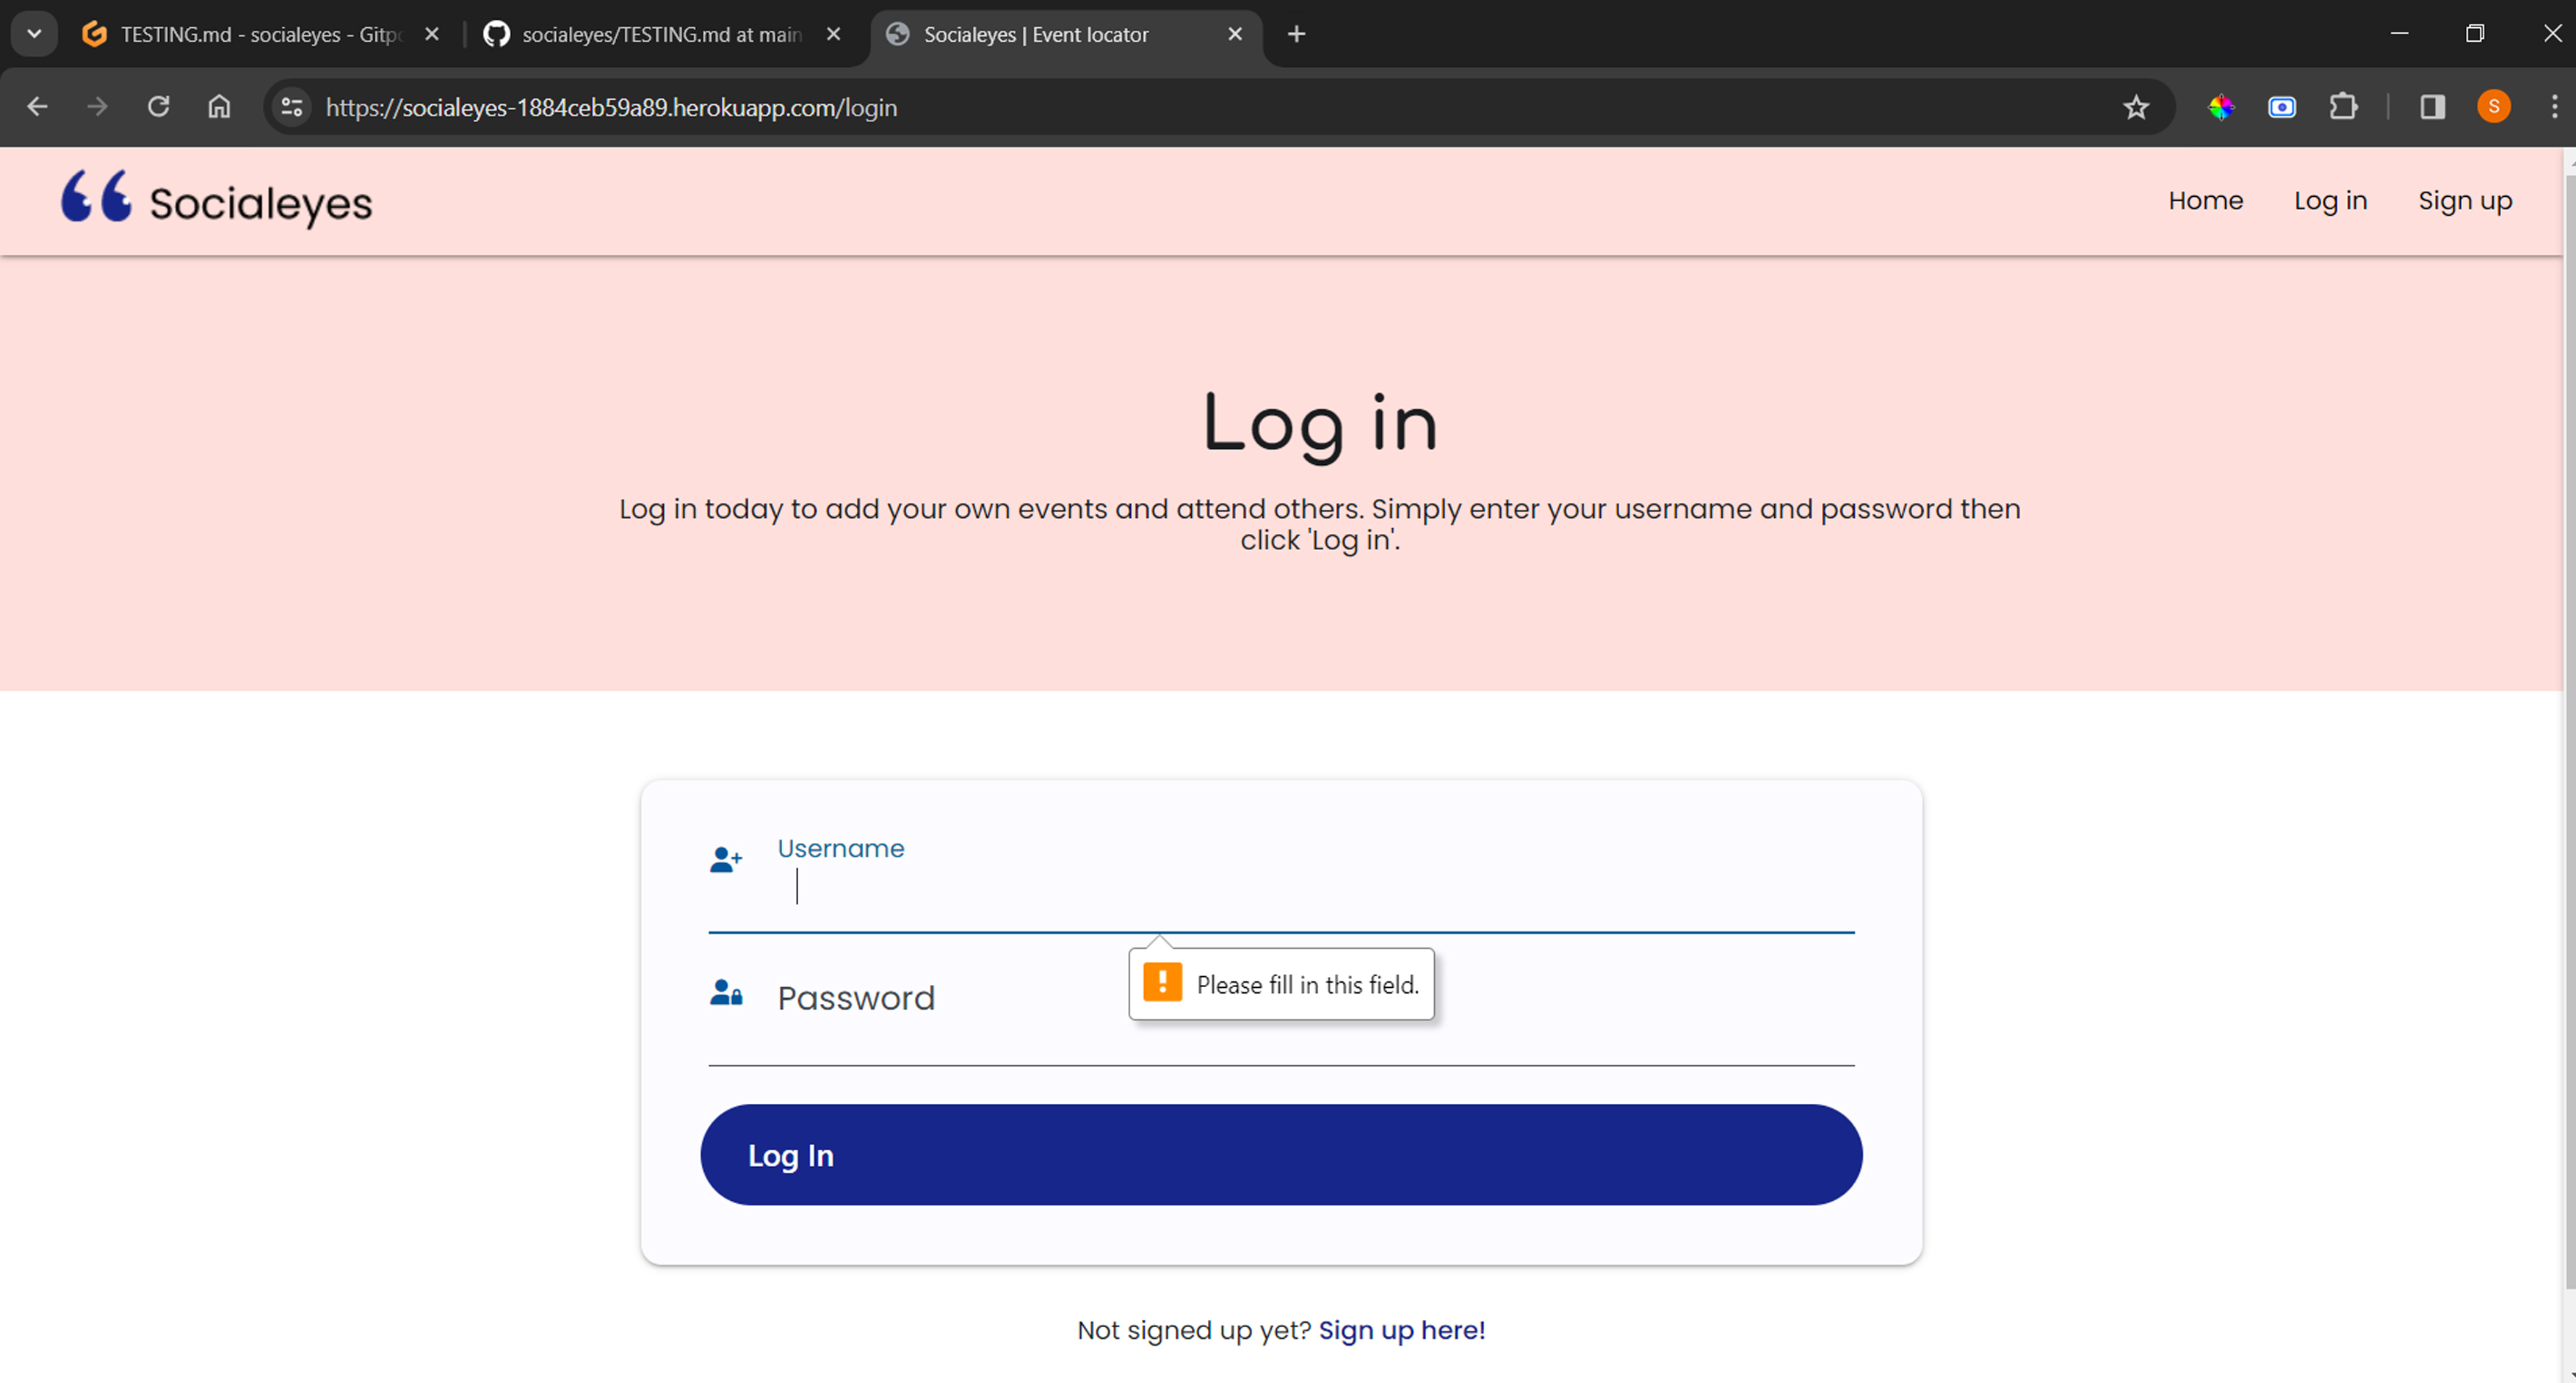 TESTING.md - socialeyes - Gitpo
socialeyes/TESTING.md at main
Socialeyes | Event locator
https://socialeyes-1884ceb59a89.herokuapp.com/login
S
Socialeyes
Home
Log in
Sign up
Log in
Log in today to add your own events and attend others. Simply enter your username and password then
click 'Log in'.
Username
Please fill in this field.
Password
Log In
Not signed up yet? Sign up here!